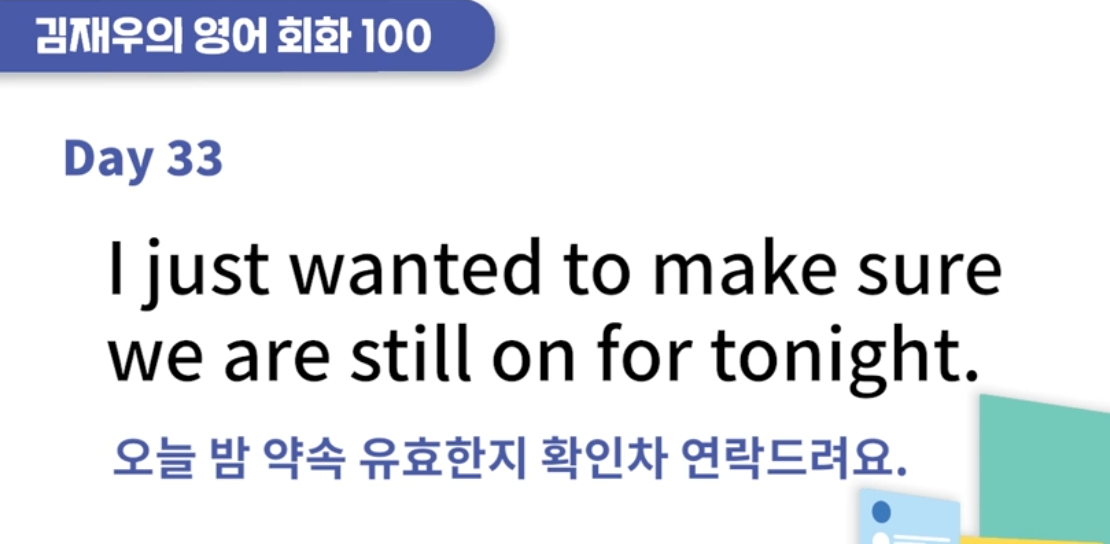 김재우의 영어 회화 100
Day 33
I just wanted to make sure
we are still on for tonight.
오늘 밤 약속 유효한지 확인차 연락드려요.